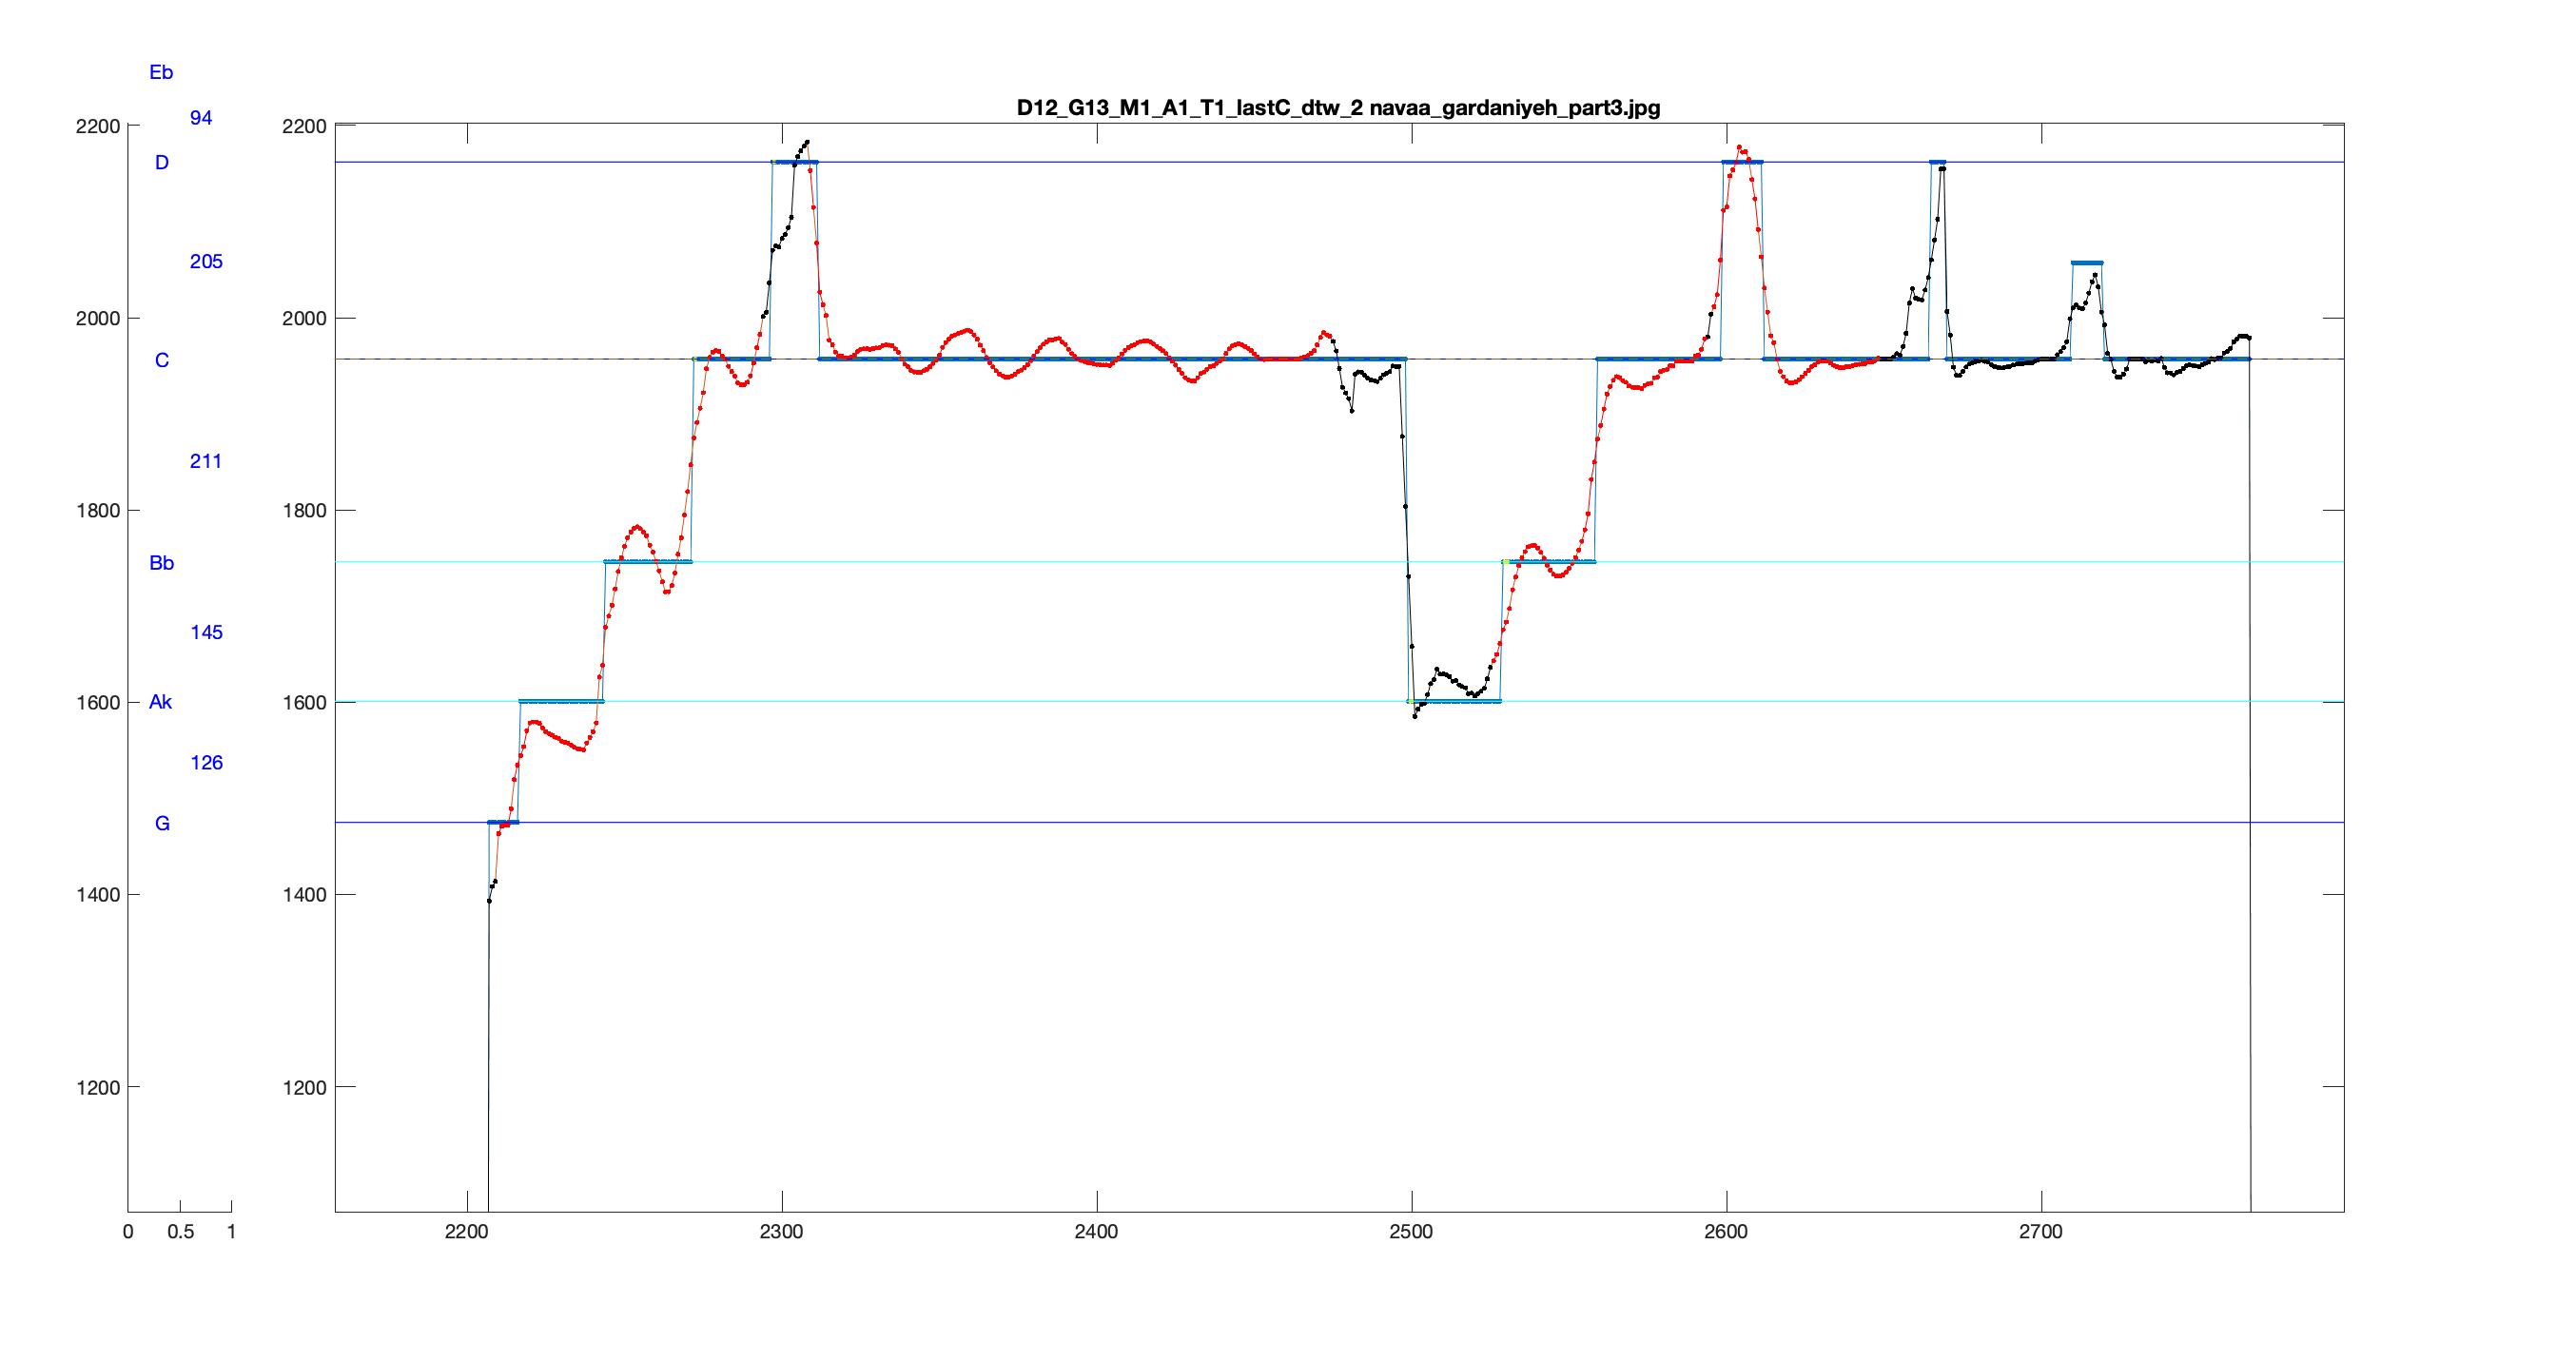 Eb
D12_G13_M1_A1_T1_lastC_dtw_2 navaa_gardaniyeh_part3.jpg
94
2200 2200
D
205
2000 2000
C
211
1800 1800
Bb
145
1600 Ak 1600
126
G
1400 1400
1200 1200
0 0.5 1 2200 2300 2400 2500 2600 2700